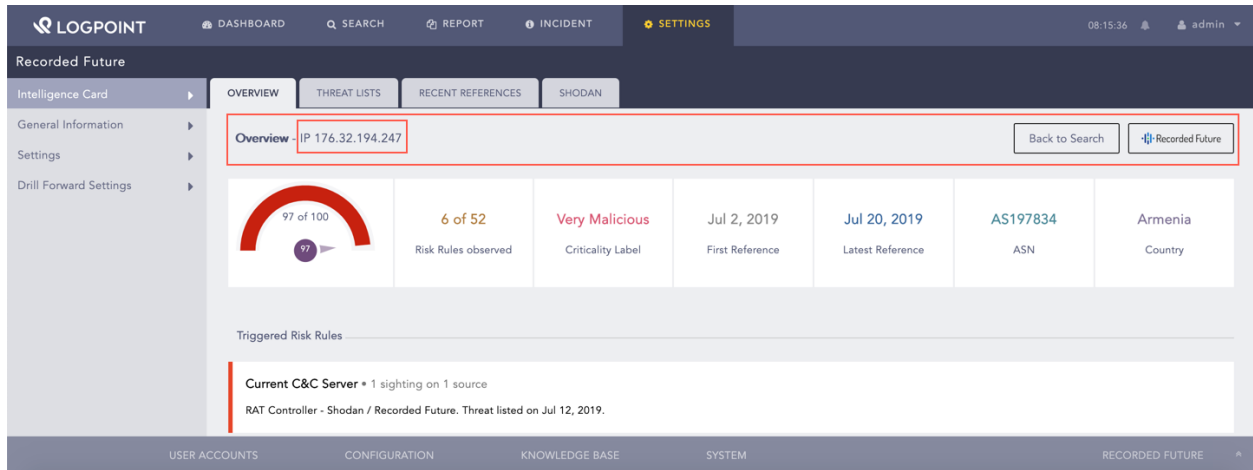 LOGPOINT DASHBOARD SEARCH REPORT INCIDENT SETTINGS 08:15:36 admin
Recorded Future
Intelligence Card
General Information
Settings
Drill Forward Settings
OVERVIEW THREAT LISTS RECENT REFERENCES SHODAN
Overview - IP 176.32.194.247 Back to Search Recorded Future
97 of 100
97
6 of 52
Risk Rules observed
Very Malicious
Criticality Label
Jul 2, 2019
First Reference
Jul 20, 2019
Latest Reference
AS197834
ASN
Armenia
Country
Triggered Risk Rules
Current C&C Server • 1 sighting on 1 source
RAT Controller - Shodan / Recorded Future. Threat listed on Jul 12, 2019.
USER ACCOUNTS CONFIGURATION KNOWLEDGE BASE SYSTEM RECORDED FUTURE